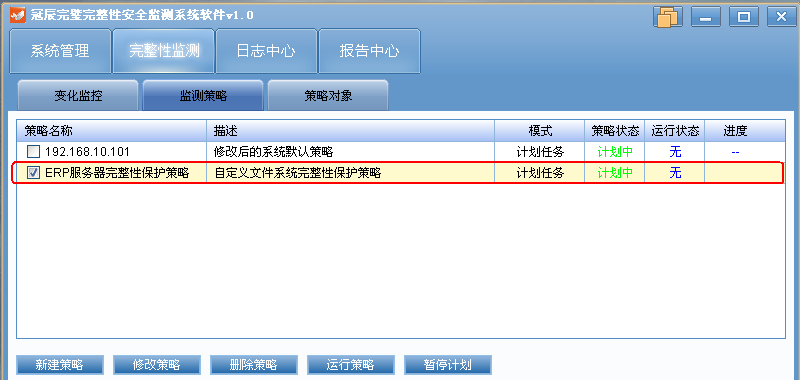 冠辰完璧完整性安全监测系统软件v1.0
系统管理 完整性监测 日志中心 报告中心
变化监控 监测策略 策略对象
策略名称 描述 模式 策略状态 运行状态 进度
192.168.10.101 修改后的系统默认策略 计划任务 计划中 无 --
ERP服务器完整性保护策略 自定义文件系统完整性保护策略 计划任务 计划中 无
新建策略 修改策略 删除策略 运行策略 暂停计划